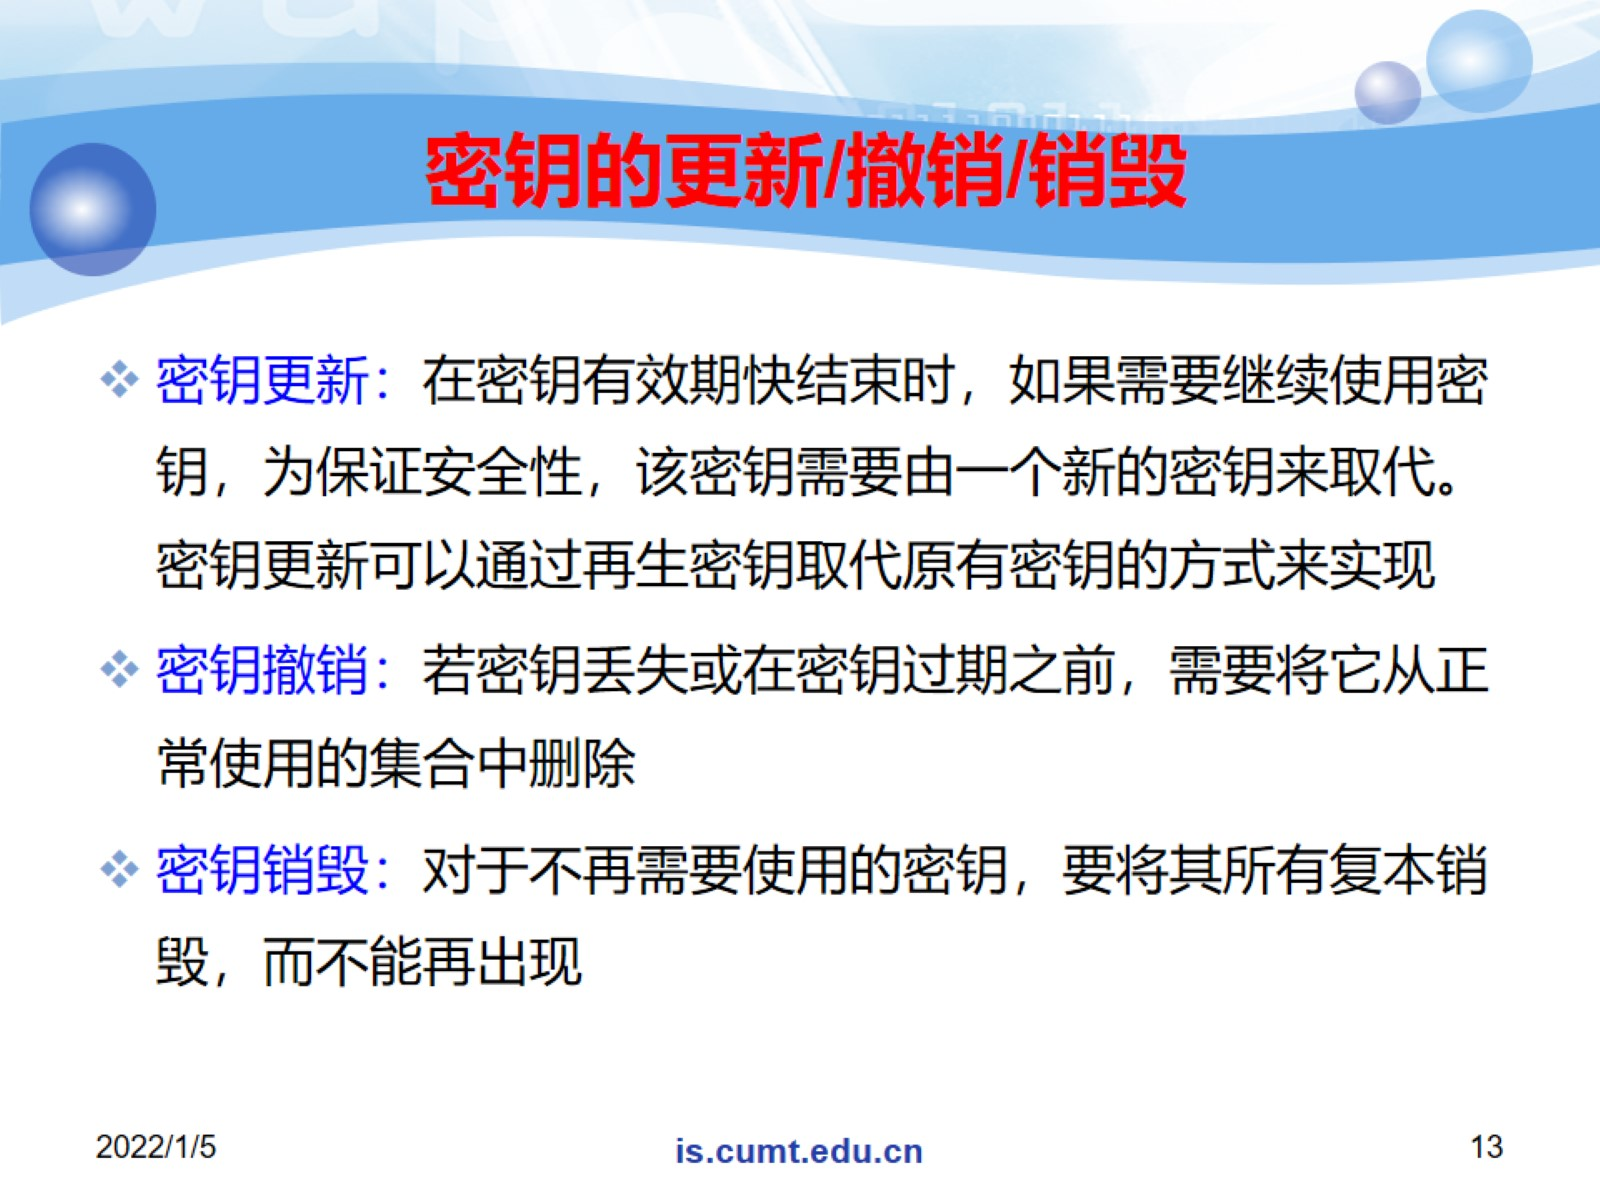 密钥的更新/撤销/销毁
密钥更新：在密钥有效期快结束时，如果需要继续使用密
钥，为保证安全性，该密钥需要由一个新的密钥来取代。
密钥更新可以通过再生密钥取代原有密钥的方式来实现
密钥撤销：若密钥丢失或在密钥过期之前，需要将它从正
常使用的集合中删除
密钥销毁：对于不再需要使用的密钥，要将其所有复本销
毁，而不能再出现
2022/1/5
is.cumt.edu.cn
13